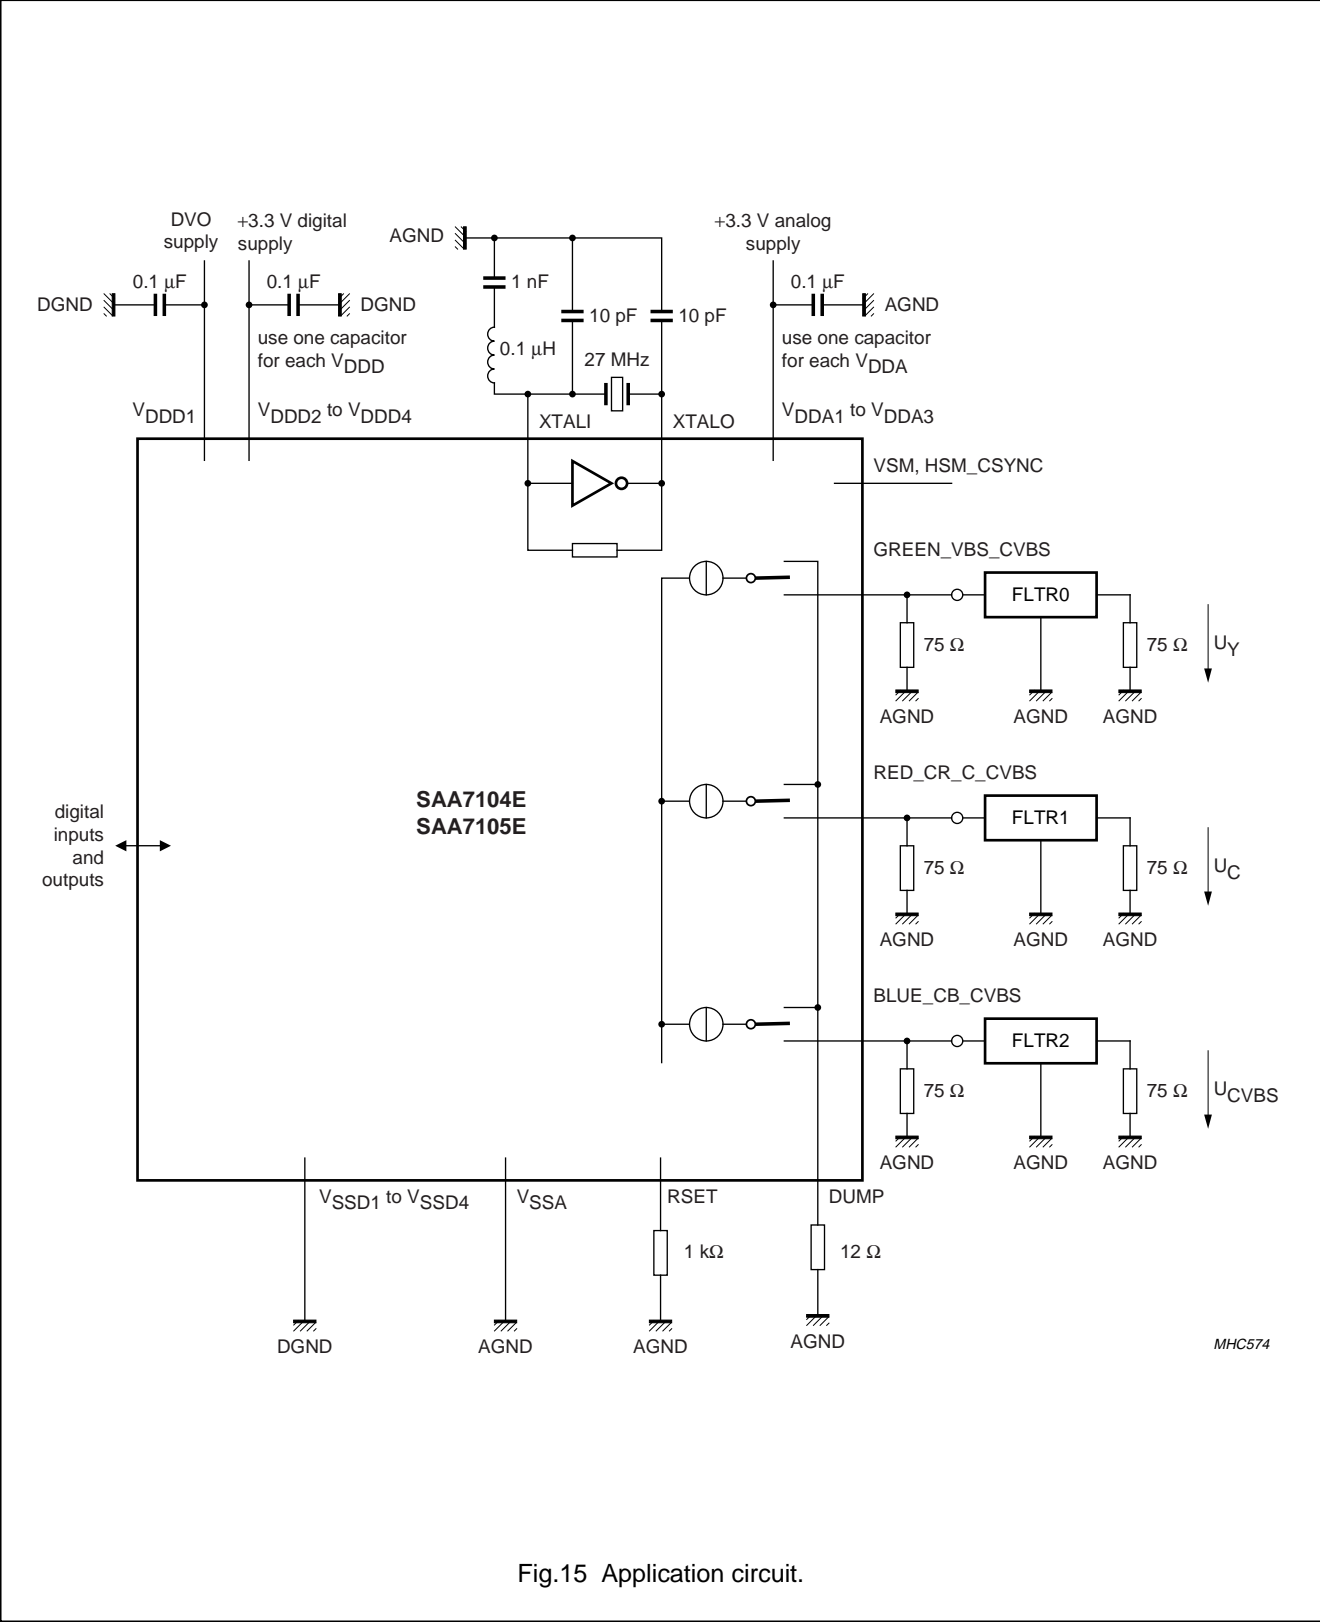 DVO
supply
+3.3 V digital
supply
AGND
+3.3 V analog
supply
0.1 μF
0.1 μF
1 nF
0.1 μF
DGND
DGND
AGND
10 pF
10 pF
use one capacitor
for each VDDD
use one capacitor
for each VDDA
0.1 μH
27 MHz
VDDD1
VDDD2 to VDDD4
XTALI
XTALO
VDDA1 to VDDA3
VSM, HSM_CSYNC
GREEN_VBS_CVBS
FLTR0
75 Ω
75 Ω
UY
AGND
AGND
AGND
RED_CR_C_CVBS
SAA7104E
SAA7105E
digital
inputs
and
outputs
FLTR1
75 Ω
75 Ω
UC
AGND
AGND
AGND
BLUE_CB_CVBS
FLTR2
75 Ω
75 Ω
UCVBS
AGND
AGND
AGND
VSSD1 to VSSD4
VSSA
RSET
DUMP
1 kΩ
12 Ω
DGND
AGND
AGND
AGND
MHC574
Fig.15 Application circuit.